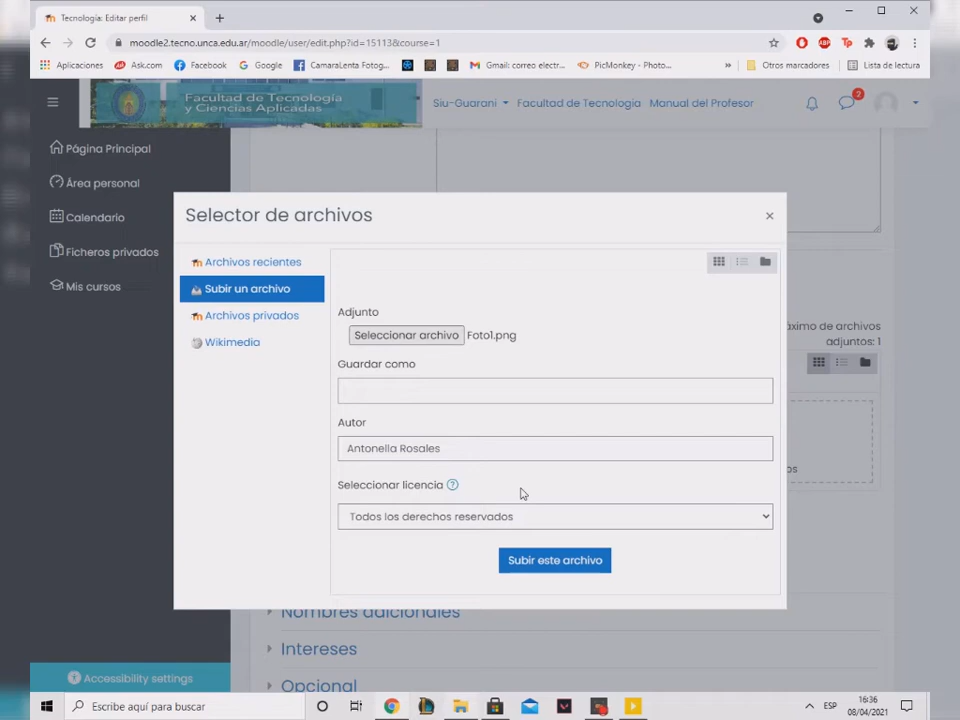 Tecnología: Editar perfil
moodle2.tecno.unca.edu.ar/moodle/user/edit.php?id=15113&course=1
ABP
Tp
Aplicaciones
Ask.com
Facebook
Google
CamaraLenta Fotog...
Gmail: correo electr...
PicMonkey - Photo...
»
Otros marcadores
Lista de lectura
Facultad de Tecnología
y Ciencias Aplicadas
Siu-Guarani
Facultad de Tecnología
Manual del Profesor
2
Página Principal
Área personal
Calendario
Ficheros privados
Mis cursos
Selector de archivos
×
Archivos recientes
Subir un archivo
Archivos privados
Wikimedia
Adjunto
Seleccionar archivo Foto1.png
Guardar como
Autor
Antonella Rosales
Seleccionar licencia ?
Todos los derechos reservados
Subir este archivo
áximo de archivos
adjuntos: 1
os
Nombres adicionales
Intereses
Opcional
Accessibility settings
Escribe aquí para buscar
ESP
16:36
08/04/2021